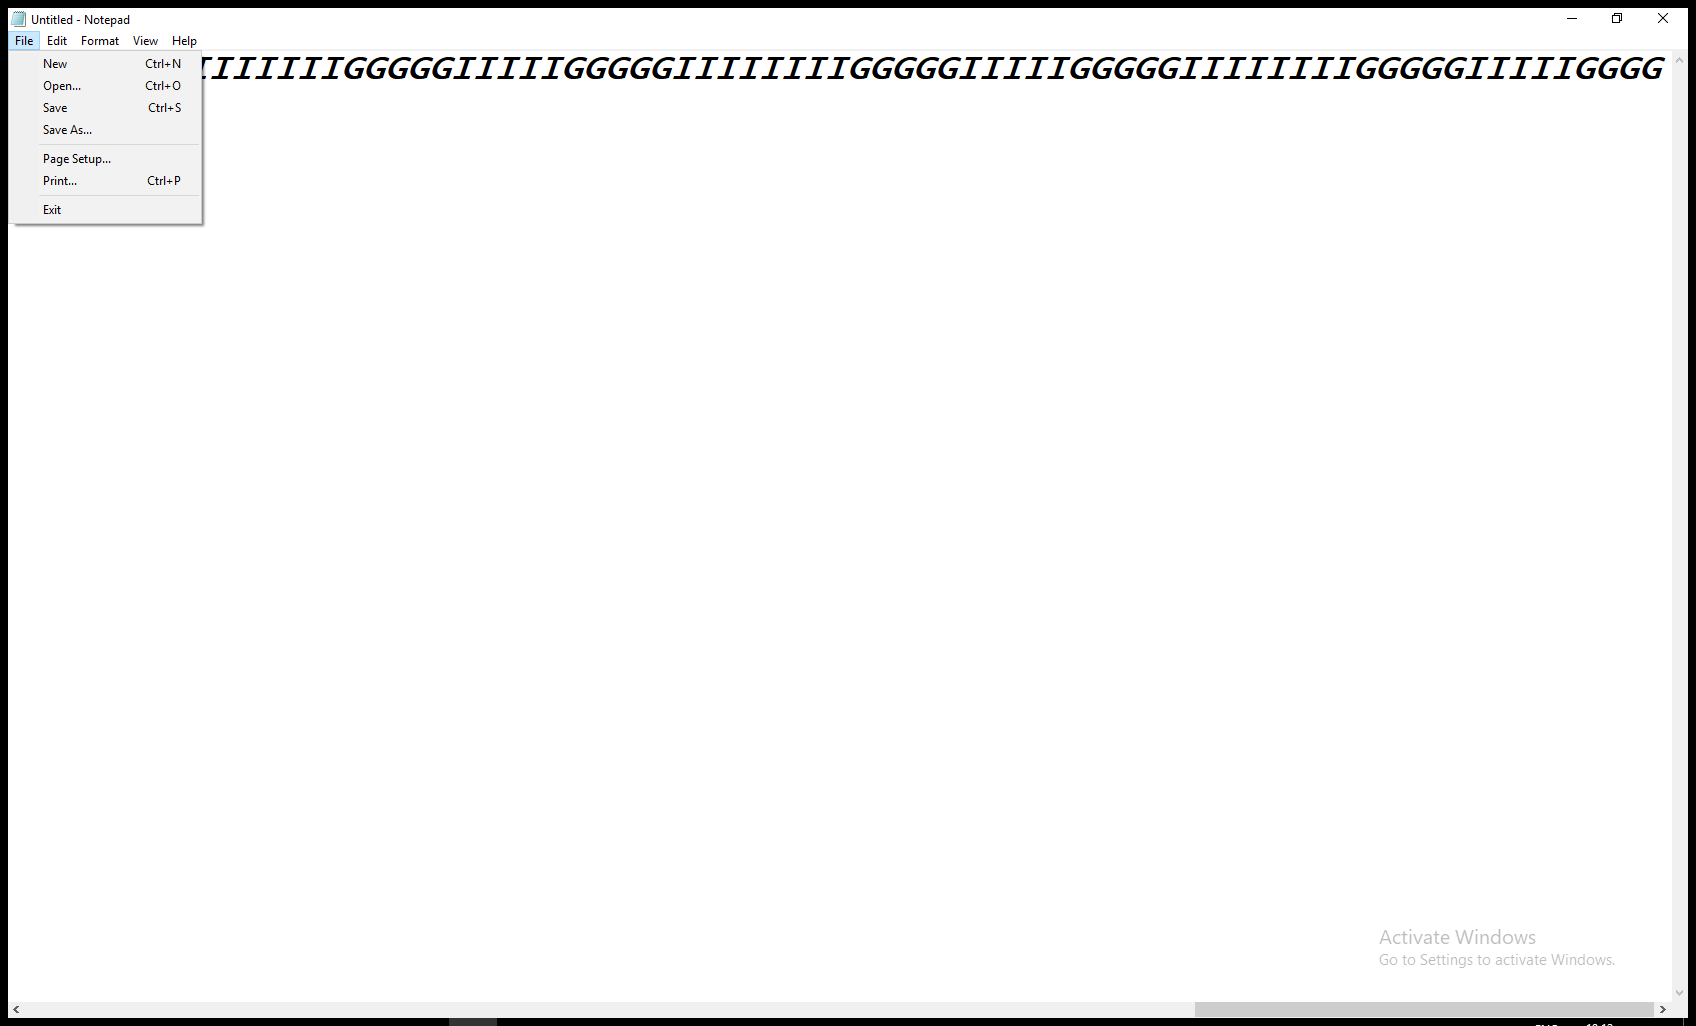 Untitled - Notepad
File Edit Format View Help
IIIIIIIGGGGGIIIIIGGGGGIIIIIIIIGGGGGIIIIIGGGGGIIIIIIIIGGGGGIIIIIGGGG
New Ctrl+N
Open... Ctrl+O
Save Ctrl+S
Save As...
Page Setup...
Print... Ctrl+P
Exit
Activate Windows
Go to Settings to activate Windows.